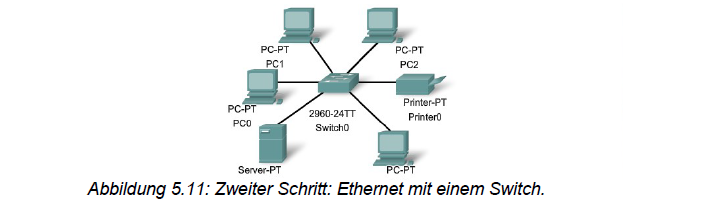 PC-PT
PC1
PC-PT
PC2
PC-PT
PC0
2960-24TT
Switch0
Printer-PT
Printer0
Server-PT
PC-PT
Abbildung 5.11: Zweiter Schritt: Ethernet mit einem Switch.